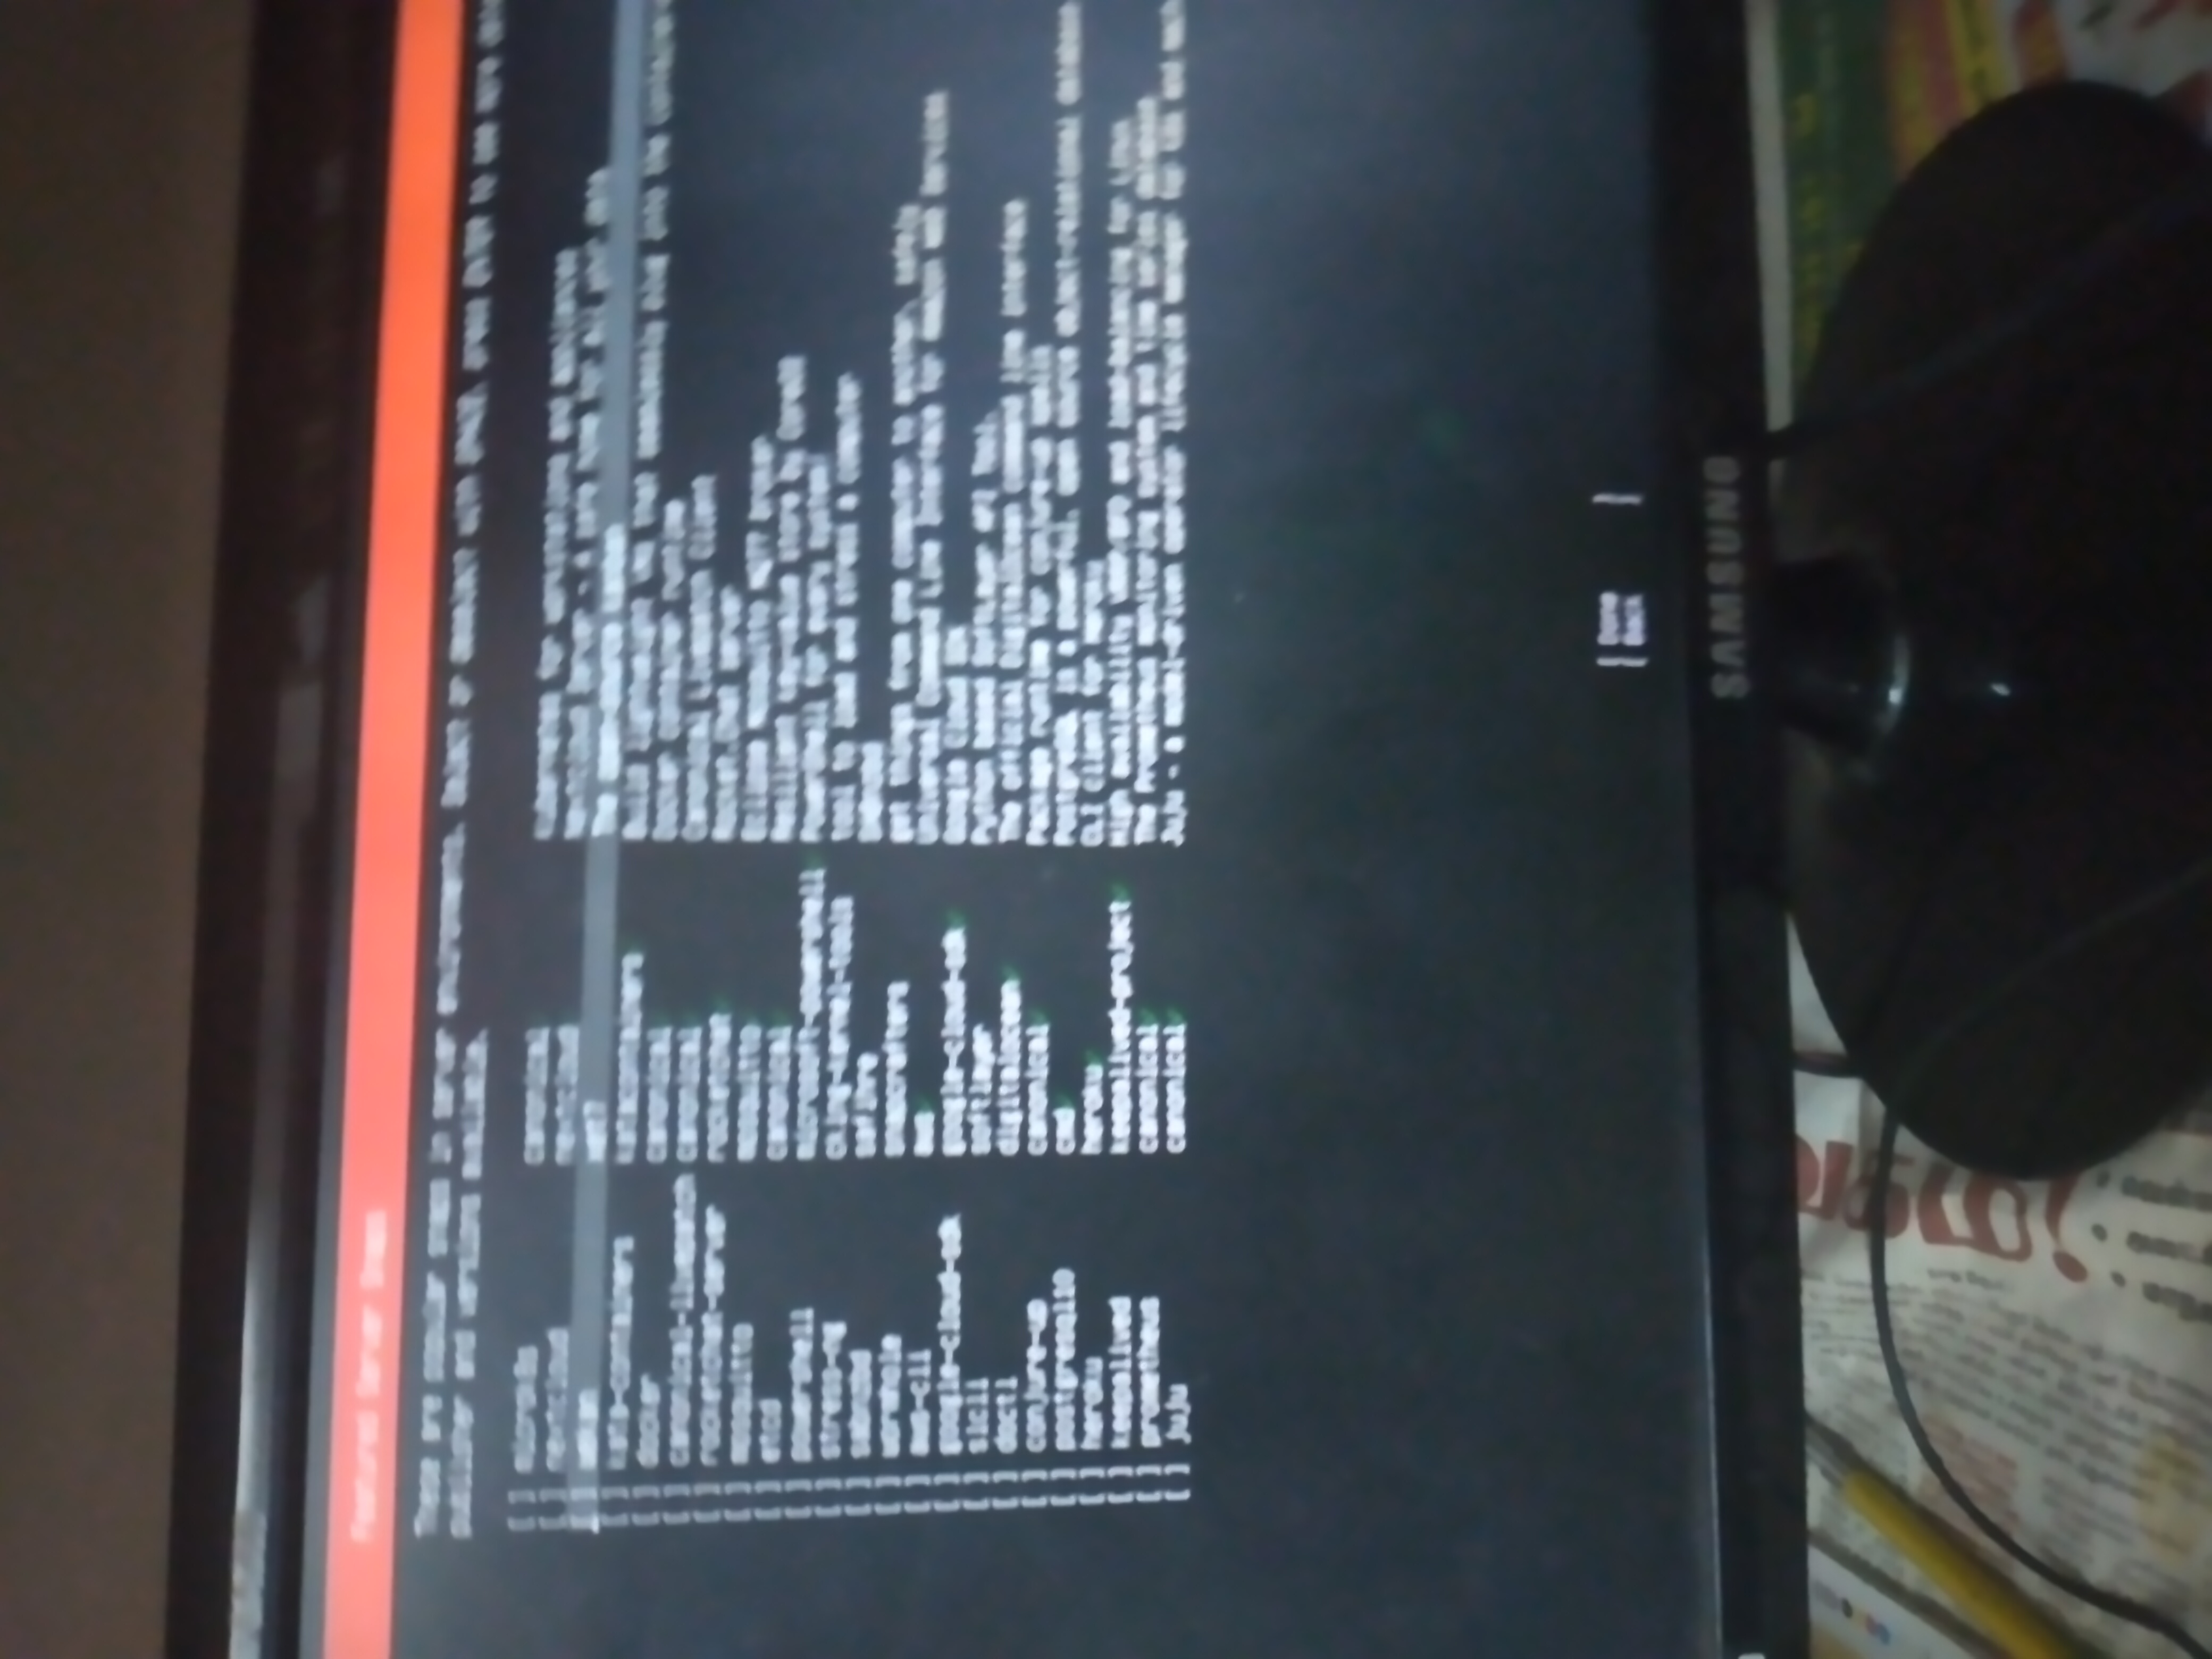 Featured Server Snaps
These are popular snaps in server environments. Select or deselect with SPACE, press ENTER to see more
publisher and versions available.
[ ] microk8s canonical Kubernetes for workstations and appliances
[ ] nextcloud nextcloud Nextcloud Server - A safe home for all your data
[ ] wekan xet7 The open-source kanban
[ ] kata-containers katacontainers Build lightweight VMs that seamlessly plug into the containers
[ ] docker canonical Docker container runtime
[ ] canonical-livepatch canonical Canonical Livepatch Client
[ ] rocketchat-server rocketchat Rocket.Chat server
[ ] mosquitto mosquitto Eclipse Mosquitto MQTT broker
[ ] etcd canonical Resilient key-value store by CoreOS
[ ] powershell microsoft-powershell PowerShell for every system!
[ ] stress-ng cking-kernel-tools tool to load and stress a computer
[ ] sabnzbd safihre SABnzbd
[ ] wormhole snapcrafters get things from one computer to another, safely
[ ] aws-cli aws Universal Command Line Interface for Amazon Web Services
[ ] google-cloud-sdk google-cloud-sdk Google Cloud SDK
[ ] slcli softlayer Python based SoftLayer API Tool.
[ ] doctl digitalocean The official DigitalOcean command line interface
[ ] conjure-up canonical Package runtime for conjure-up spells
[ ] postgresql10 cmd PostgreSQL is a powerful, open source object-relational database
[ ] heroku heroku CLI client for Heroku
[ ] keepalived keepalived-project High availability VRRP/BFD and load-balancing for Linux
[ ] prometheus canonical The Prometheus monitoring system and time series database
[ ] juju canonical Juju - a model-driven operator lifecycle manager for K8s and
[ Done ]
[ Back ]
SAMSUNG